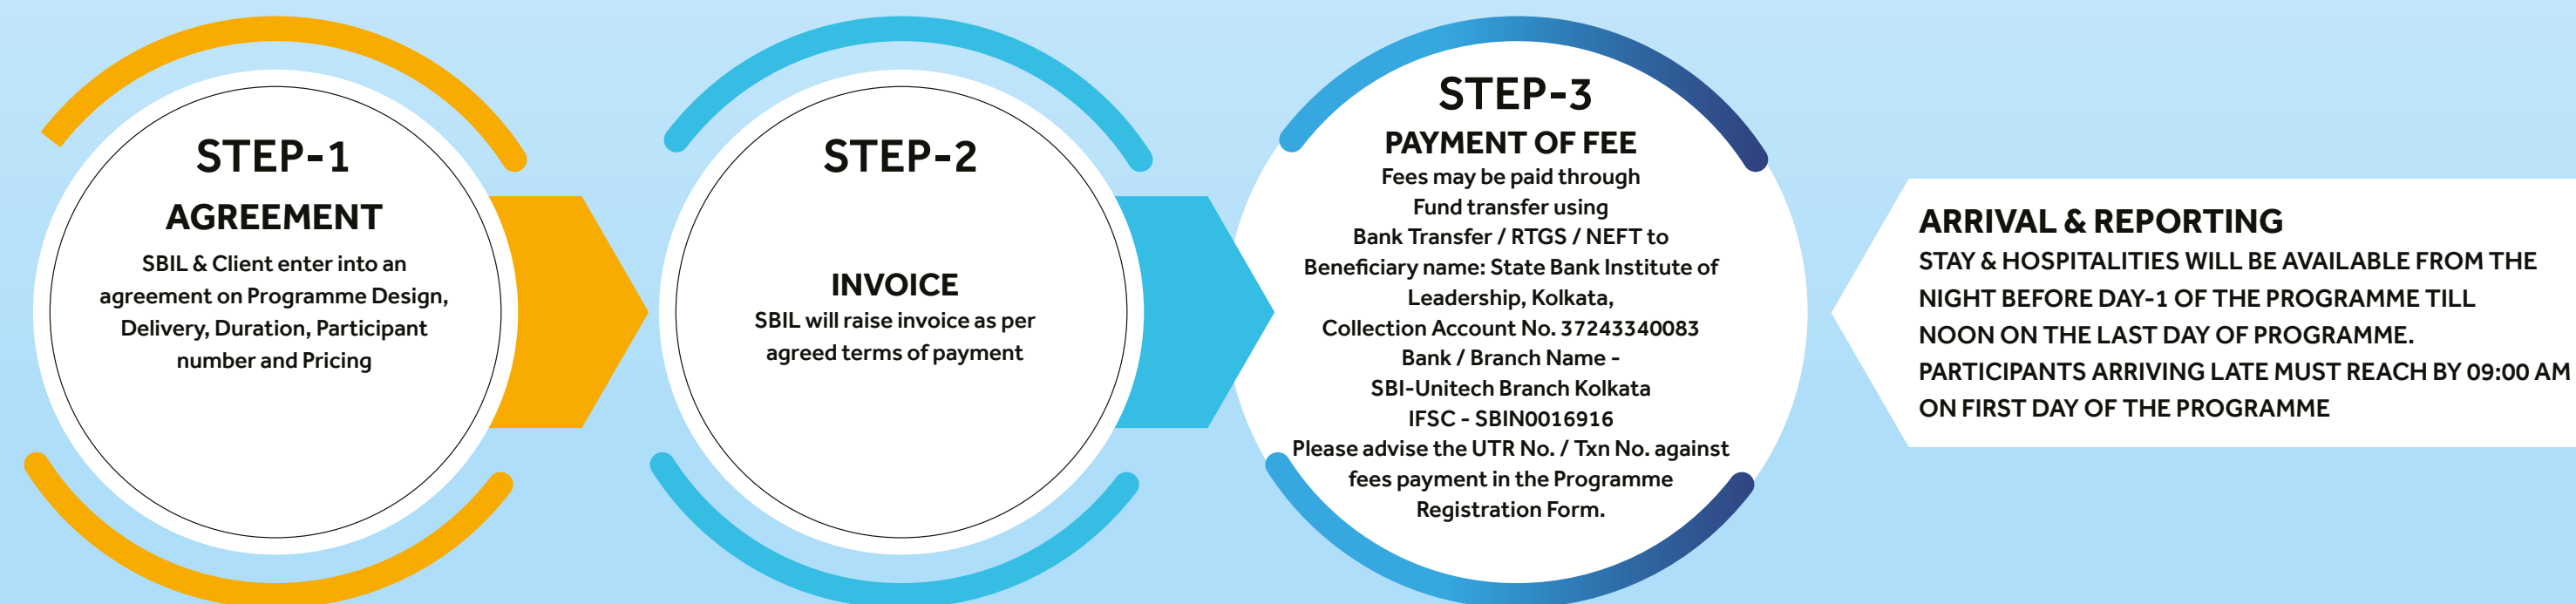 STEP-1
AGREEMENT
SBIL & Client enter into an
agreement on Programme Design,
Delivery, Duration, Participant
number and Pricing
STEP-2
INVOICE
SBIL will raise invoice as per
agreed terms of payment
STEP-3
PAYMENT OF FEE
Fees may be paid through
Fund transfer using
Bank Transfer / RTGS / NEFT to
Beneficiary name: State Bank Institute of
Leadership, Kolkata,
Collection Account No. 37243340083
Bank / Branch Name -
SBI-Unitech Branch Kolkata
IFSC - SBIN0016916
Please advise the UTR No. / Txn No. against
fees payment in the Programme
Registration Form.
ARRIVAL & REPORTING
STAY & HOSPITALITIES WILL BE AVAILABLE FROM THE
NIGHT BEFORE DAY-1 OF THE PROGRAMME TILL
NOON ON THE LAST DAY OF PROGRAMME.
PARTICIPANTS ARRIVING LATE MUST REACH BY 09:00 AM
ON FIRST DAY OF THE PROGRAMME